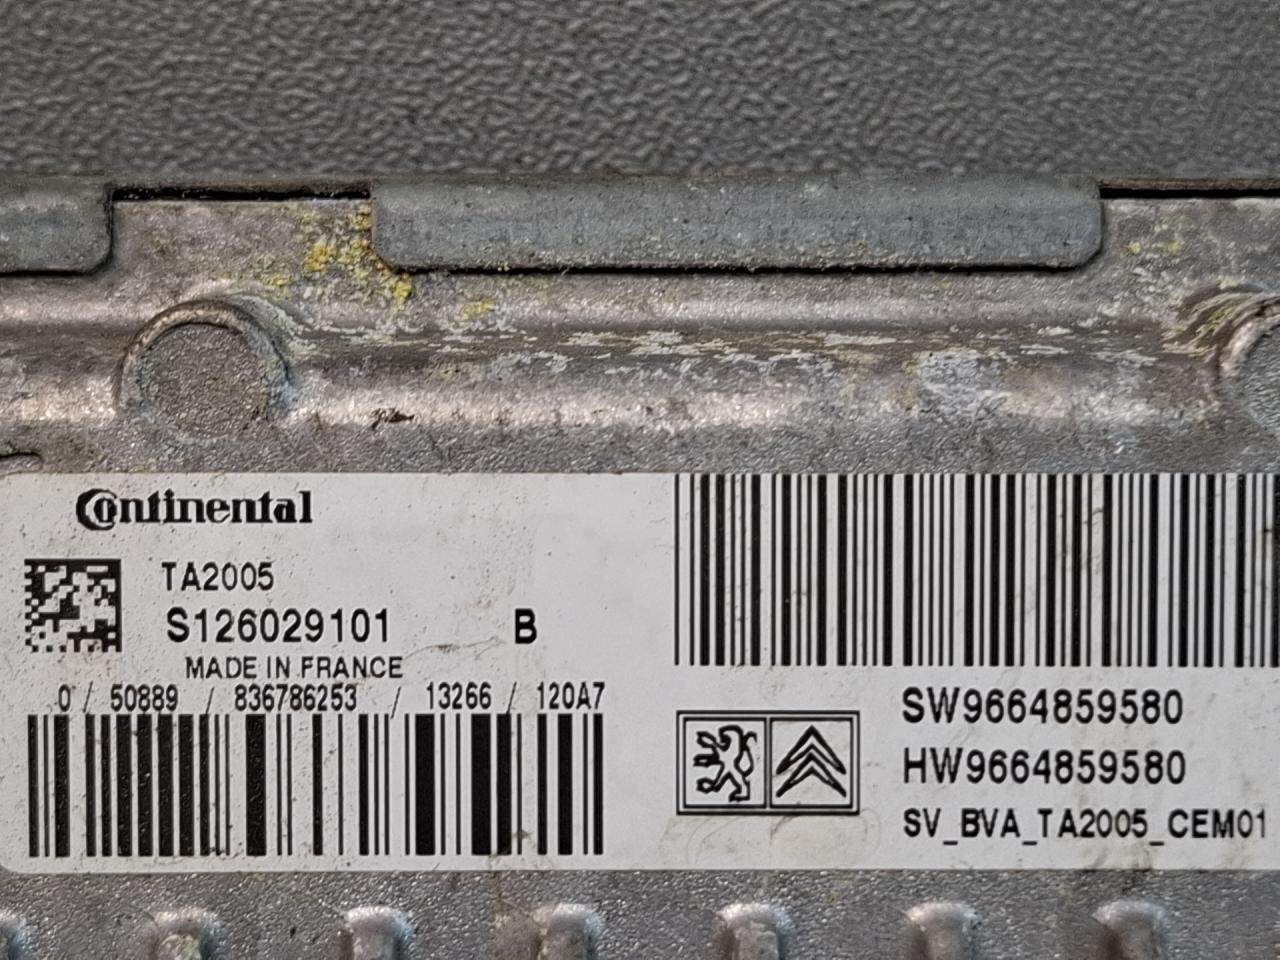 Continental
TA2005
S126029101 B
MADE IN FRANCE
0 / 50889 / 836786253 / 13266 / 120A7
SW9664859580
HW9664859580
SV_BVA_TA2005_CEM01